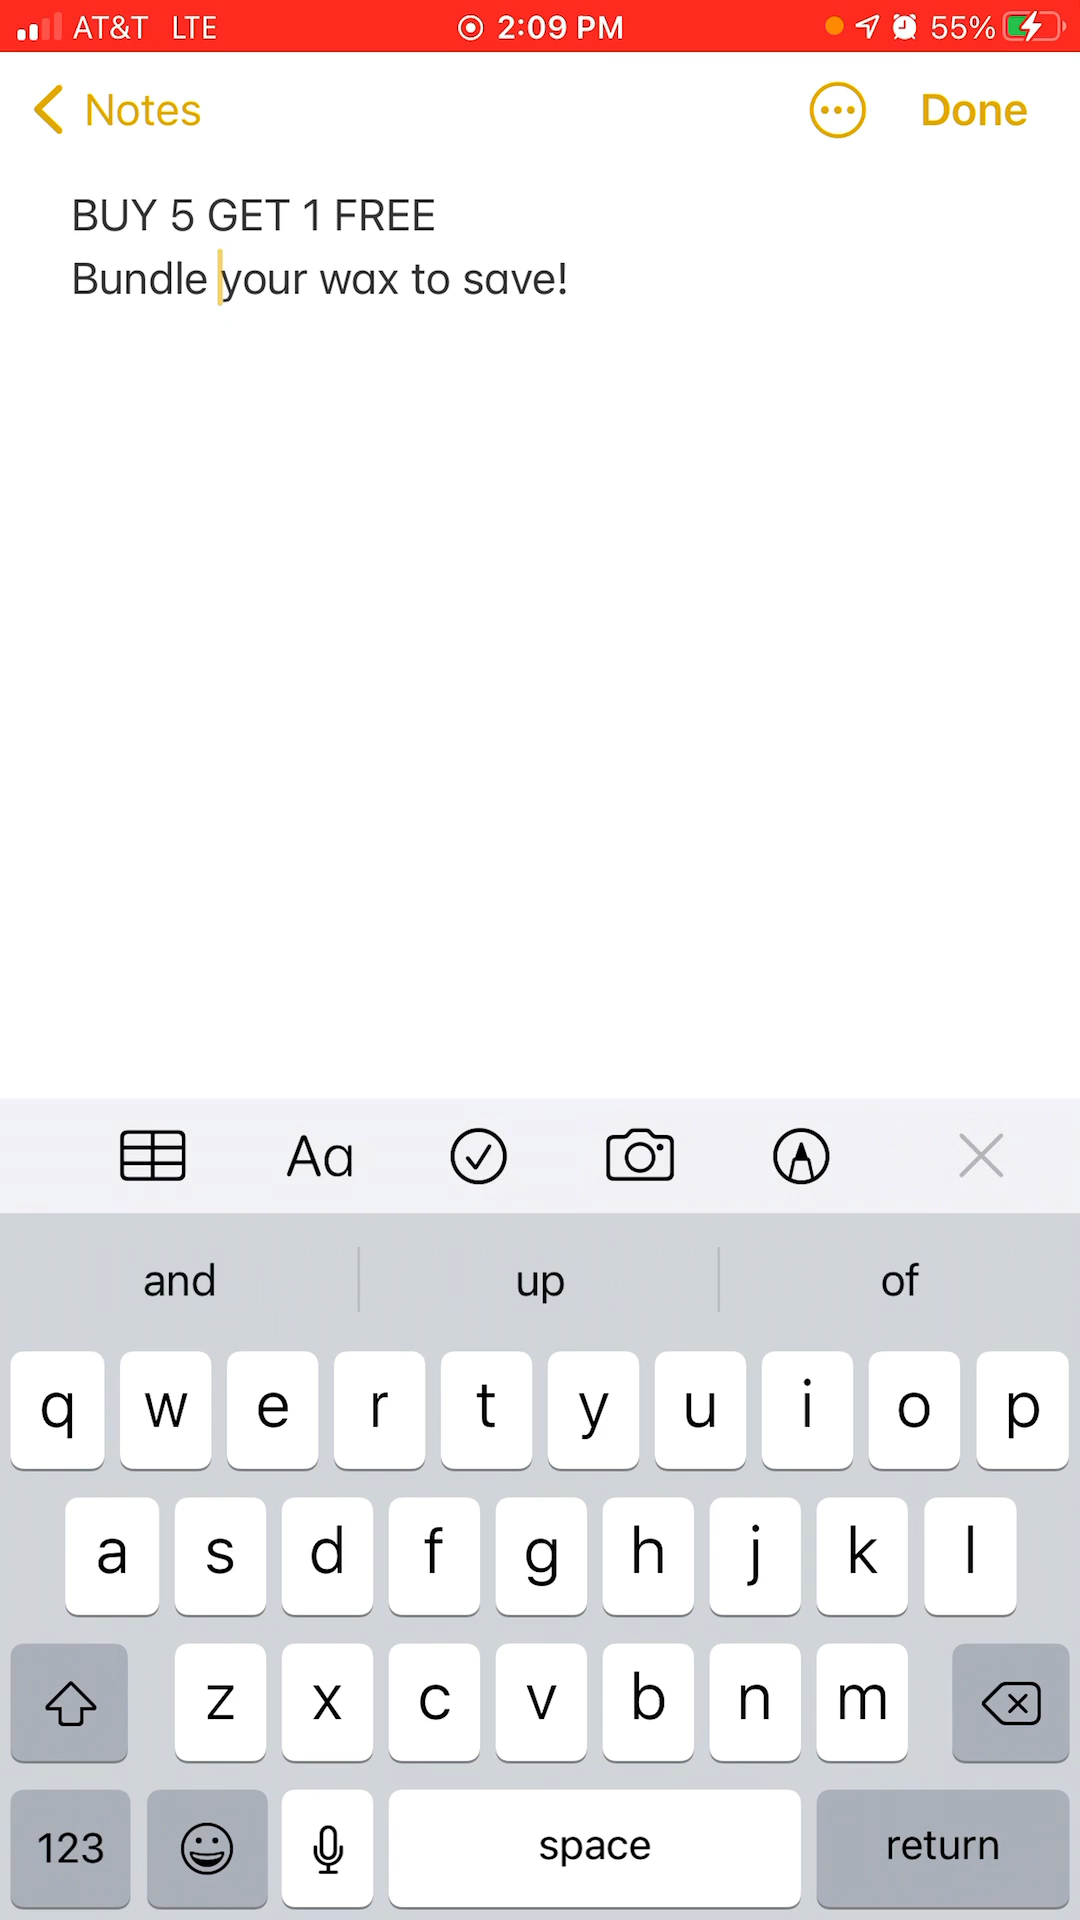 AT&T LTE 2:09 PM 55%
Notes Done
BUY 5 GET 1 FREE
Bundle your wax to save!
Aa
and up of
q w e r t y u i o p
a s d f g h j k l
z x c v b n m
123 space return